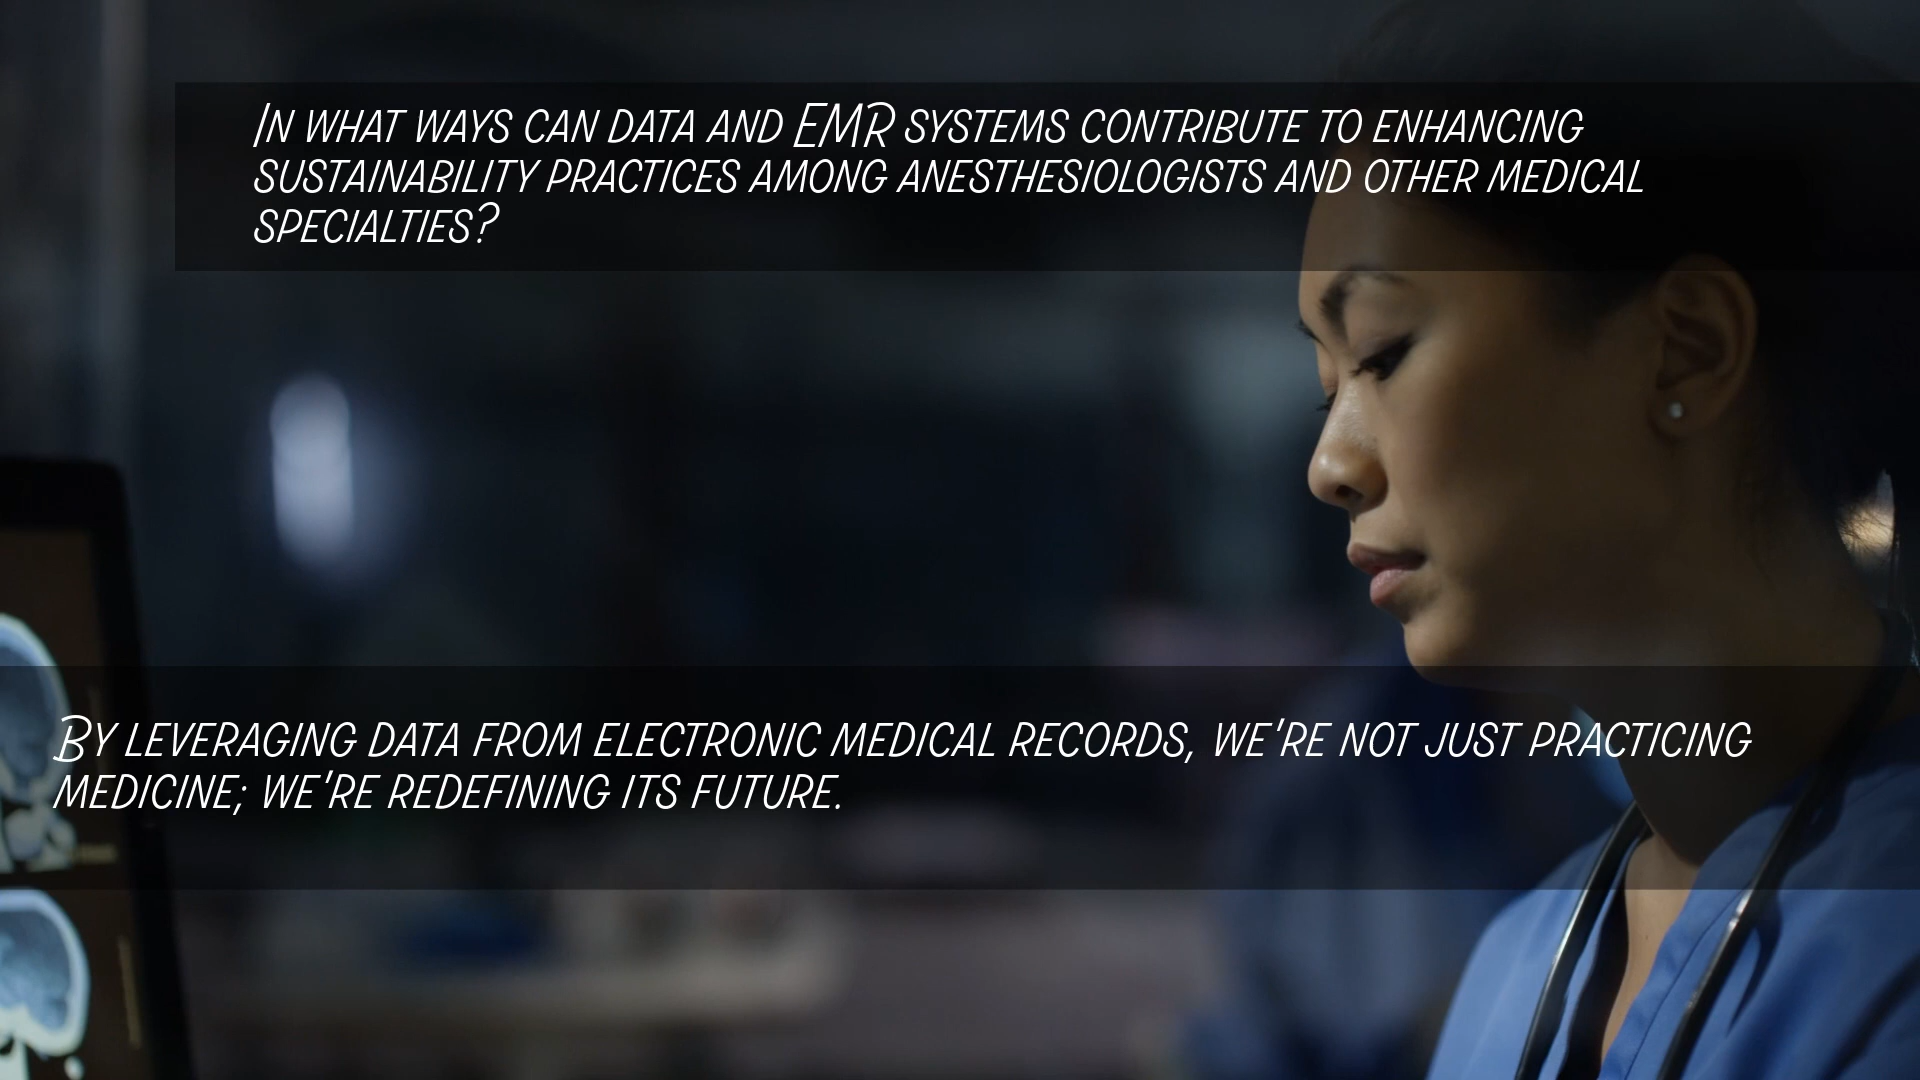 In what ways can data and EMR systems contribute to enhancing
sustainability practices among anesthesiologists and other medical
specialties?
By leveraging data from electronic medical records, we're not just practicing
medicine; we're redefining its future.